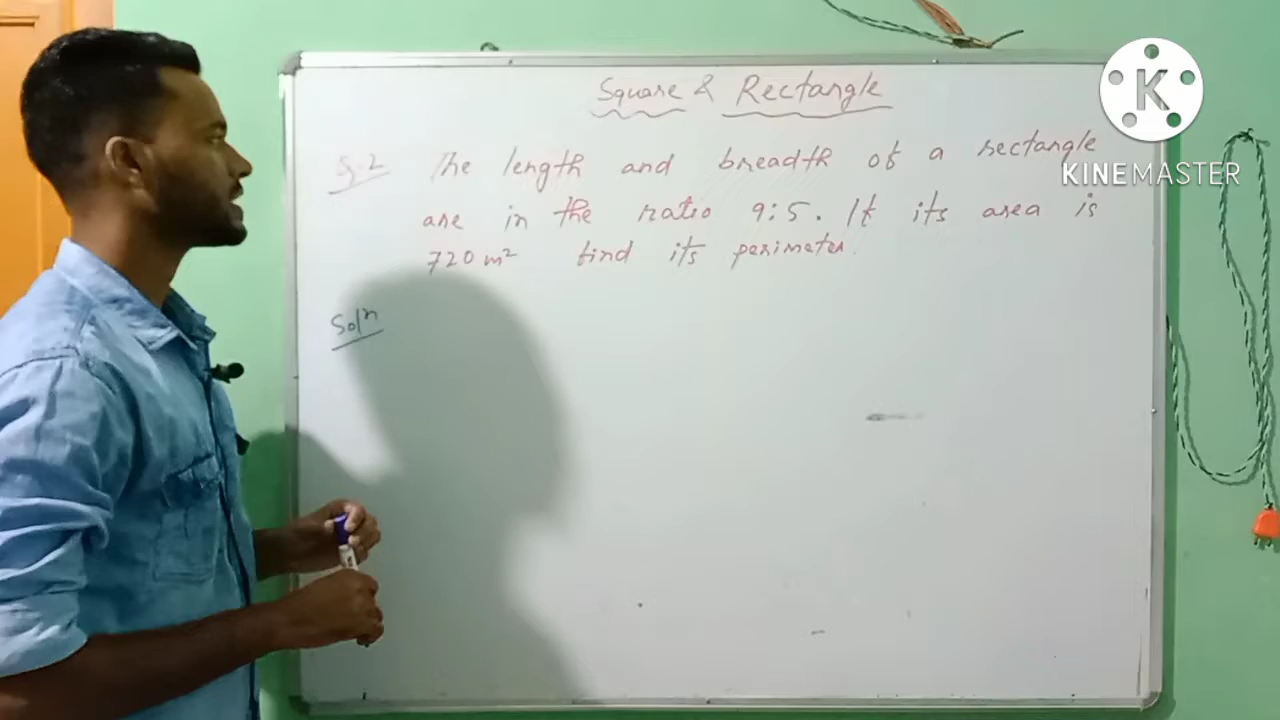 Square & Rectangle
Q.2 The length and breadth of a rectangle
are in the ratio 9:5. If its area is
720 m² find its perimeter.
Solⁿ
K
KINEMASTER